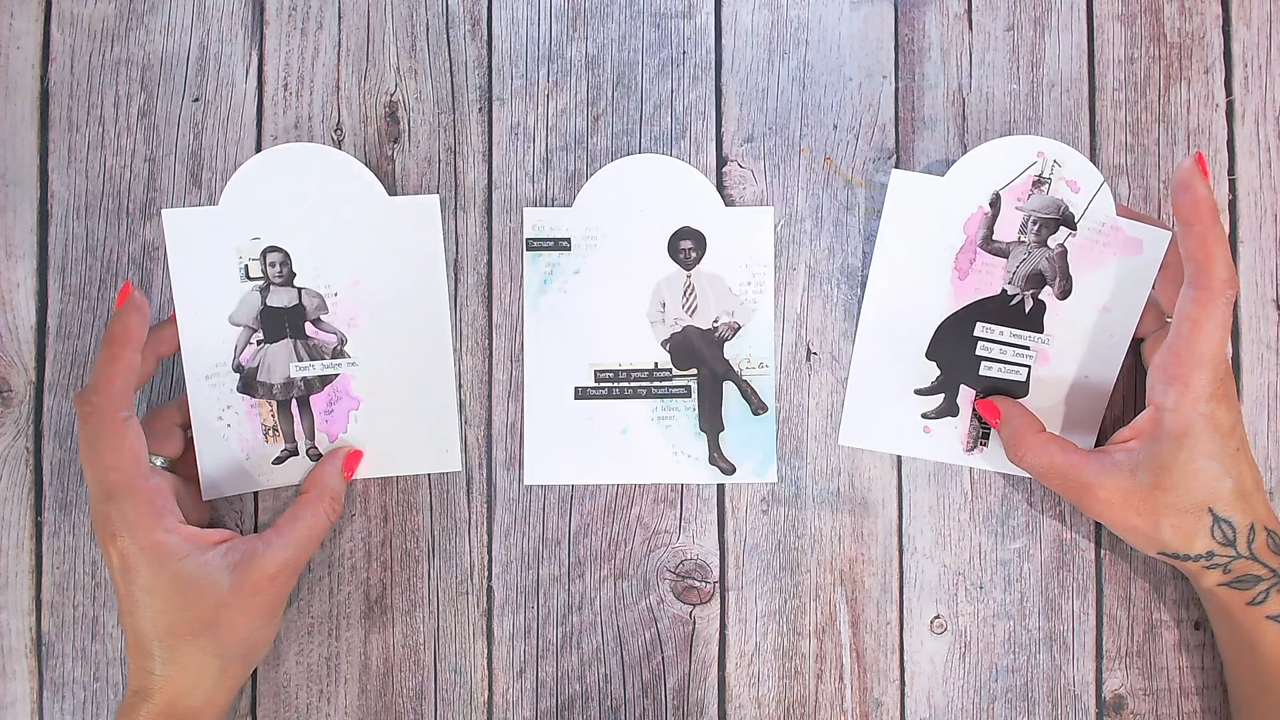 Don't judge me.
Excuse me,
here is your nose.
I found it in my business.
It's a beautiful
day to leave
me alone.